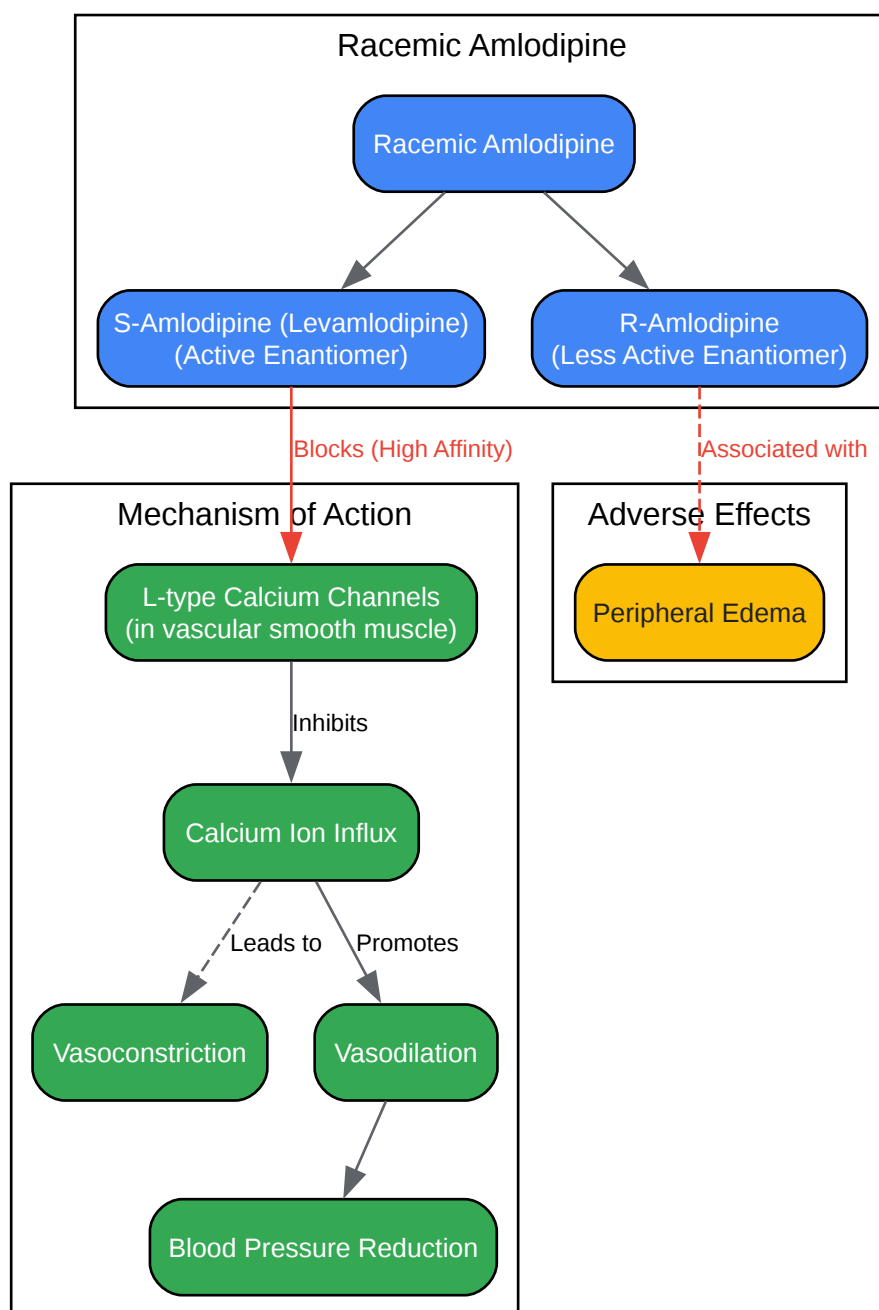 Racemic Amlodipine
Racemic Amlodipine
S-Amlodipine (Levamlodipine)
(Active Enantiomer)
R-Amlodipine
(Less Active Enantiomer)
Blocks (High Affinity)
Associated with
Mechanism of Action
Adverse Effects
L-type Calcium Channels
(in vascular smooth muscle)
Peripheral Edema
Inhibits
Calcium Ion Influx
Leads to
Promotes
Vasoconstriction
Vasodilation
Blood Pressure Reduction